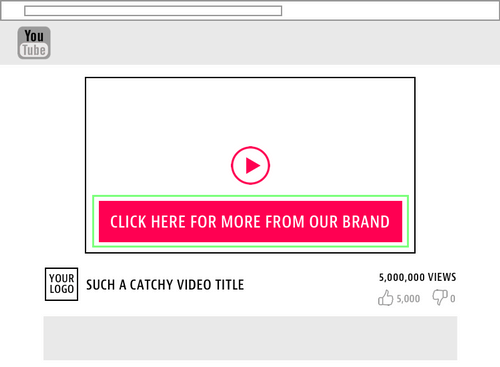 You
Tube
CLICK HERE FOR MORE FROM OUR BRAND
YOUR
LOGO
SUCH A CATCHY VIDEO TITLE
5,000,000 VIEWS
5,000 0